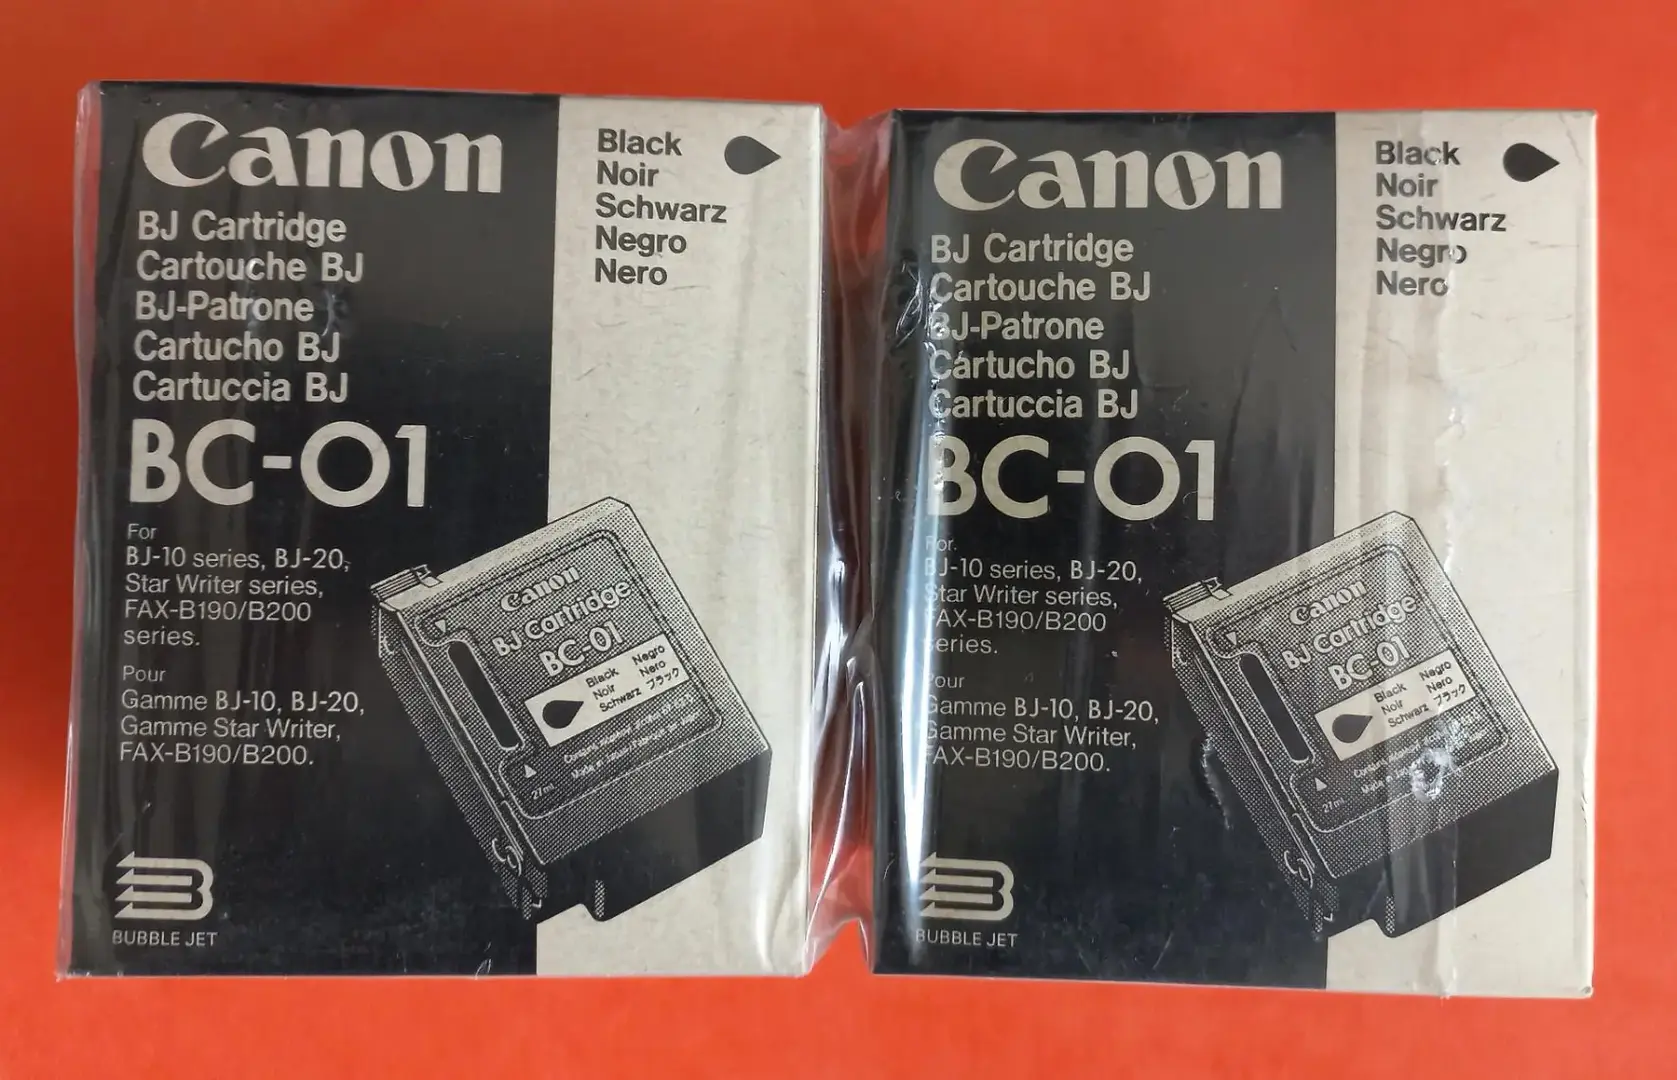 Canon
BJ Cartridge
Cartouche BJ
BJ-Patrone
Cartucho BJ
Cartuccia BJ
BC-01
For
BJ-10 series, BJ-20,
Star Writer series,
FAX-B190/B200
series.
Pour
Gamme BJ-10, BJ-20,
Gamme Star Writer,
FAX-B190/B200.
BUBBLE JET
Black
Noir
Schwarz
Negro
Nero
Canon
BJ Cartridge
BC-01
Black Negro
Noir Nero
Schwarz ブラック
27ml
Canon
BJ Cartridge
Cartouche BJ
BJ-Patrone
Cartucho BJ
Cartuccia BJ
BC-01
For
BJ-10 series, BJ-20,
Star Writer series,
FAX-B190/B200
series.
Pour
Gamme BJ-10, BJ-20,
Gamme Star Writer,
FAX-B190/B200.
BUBBLE JET
Black
Noir
Schwarz
Negro
Nero
Canon
BJ Cartridge
BC-01
Black Negro
Noir Nero
Schwarz ブラック
27ml